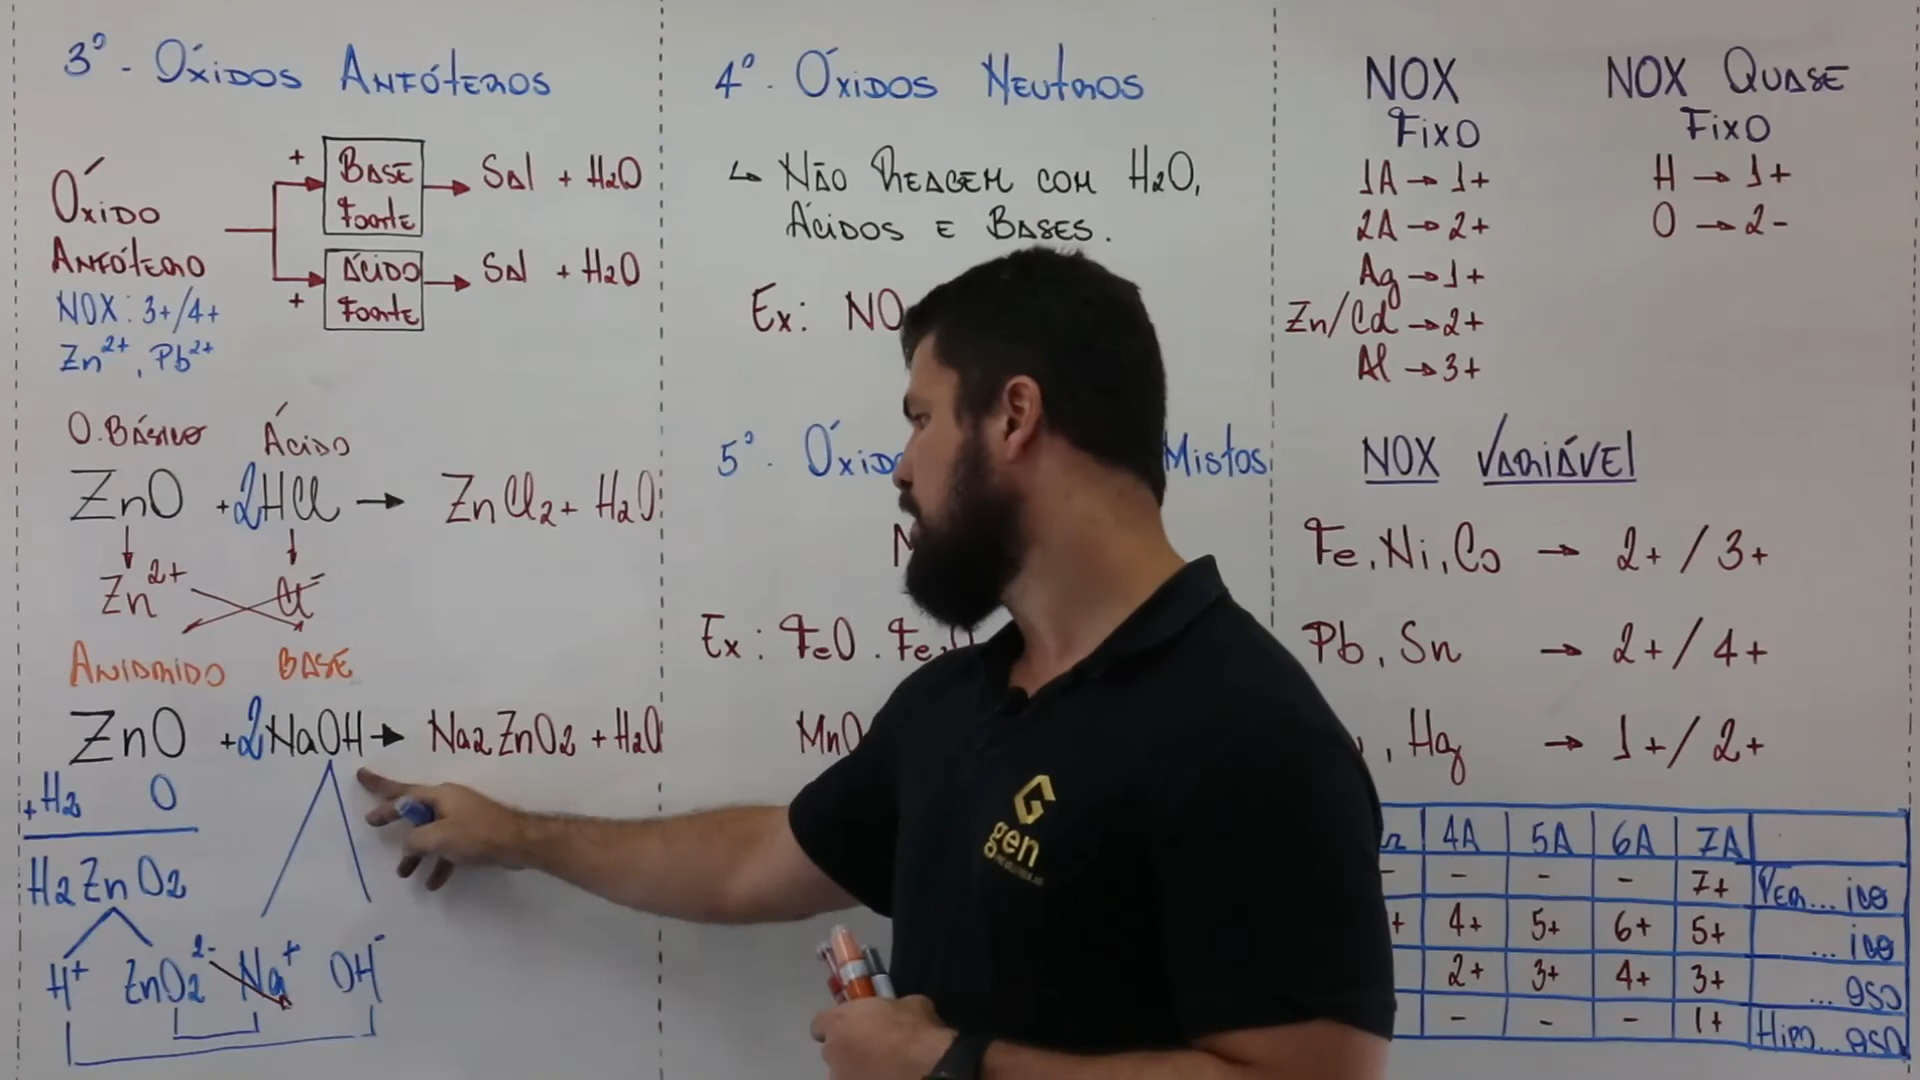 3º - Óxidos Anfóteros
Óxido
Anfótero
NOX: 3+/4+
Zn2+, Pb2+
+ Base Forte → Sal + H2O
+ Ácido Forte → Sal + H2O
O. Básico Ácido
ZnO + 2HCl → ZnCl2 + H2O
Zn2+ Cl-
Anidrido Base
ZnO + 2NaOH → Na2ZnO2 + H2O
+H2 O
H2ZnO2
H+ ZnO2 2- Na+ OH-
4º - Óxidos Neutros
↳ Não Reagem com H2O,
Ácidos e Bases.
Ex: NO
5º - Óxido Mistos
Ex: FeO . Fe2O
MnO
gen
NOX
Fixo
1A → 1+
2A → 2+
Ag → 1+
Zn/Cd → 2+
Al → 3+
NOX Quase
Fixo
H → 1+
O → 2-
NOX Variável
Fe, Ni, Co → 2+ / 3+
Pb, Sn → 2+ / 4+
, Hg → 1+ / 2+
4A 5A 6A 7A
- - - - 7+ Per... ico
+ 4+ 5+ 6+ 5+ ... ico
2+ 3+ 4+ 3+ ... oso
- - - 1+ Hipo... oso